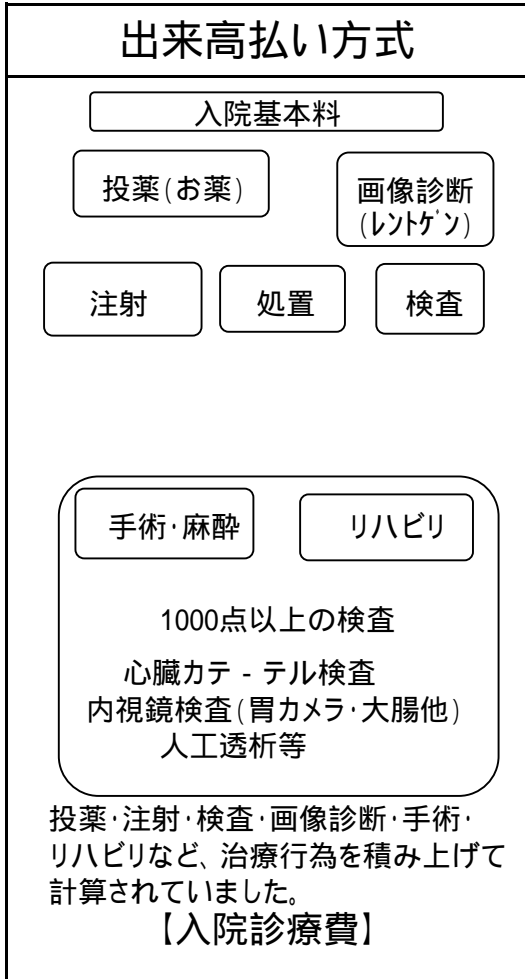 出来高払い方式
入院基本料
投薬(お薬)
画像診断
(ﾚﾝﾄｹﾞﾝ)
注射
処置
検査
手術･麻酔
リハビリ
1000点以上の検査
心臓カテ - テル検査
内視鏡検査(胃カメラ･大腸他)
人工透析等
投薬･注射･検査･画像診断･手術･
リハビリなど、治療行為を積み上げて
計算されていました。
【入院診療費】